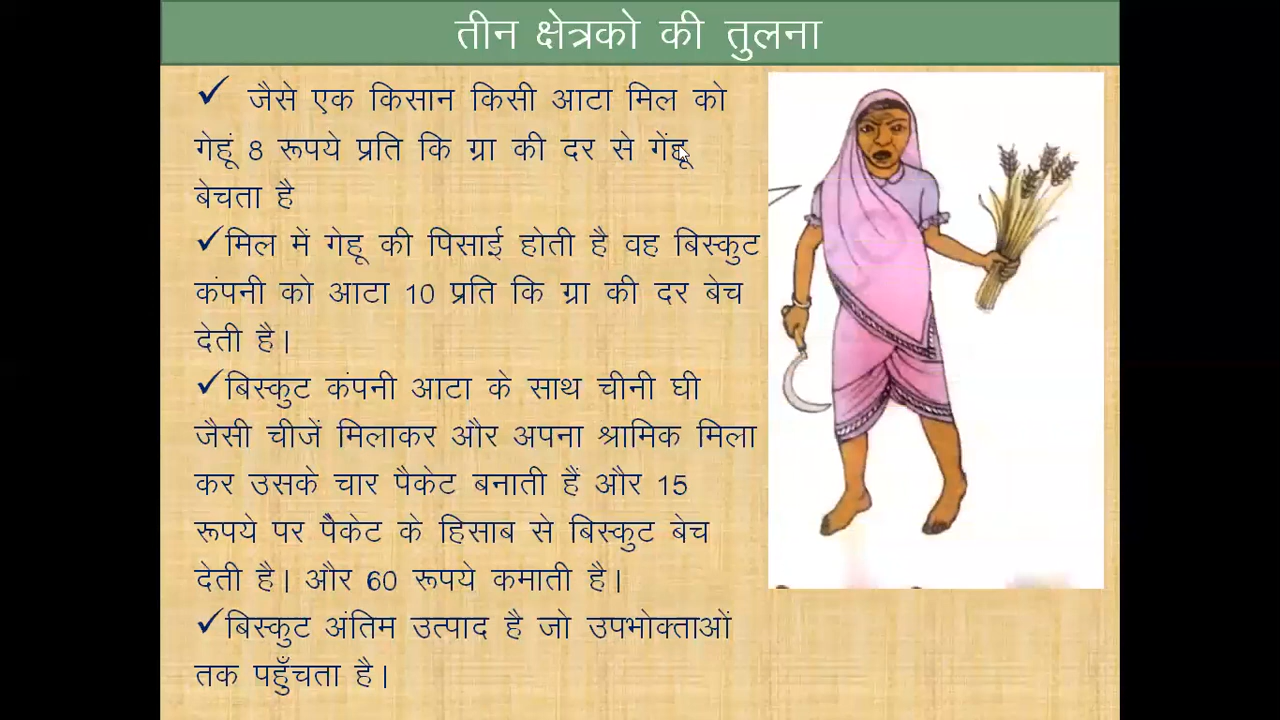 तीन क्षेत्रको की तुलना
✓ जैसे एक किसान किसी आटा मिल को
गेहूं 8 रूपये प्रति कि ग्रा की दर से गेंहू
बेचता है
✓मिल में गेहू की पिसाई होती है वह बिस्कुट
कंपनी को आटा 10 प्रति कि ग्रा की दर बेच
देती है।
✓बिस्कुट कंपनी आटा के साथ चीनी घी
जैसी चीजें मिलाकर और अपना श्रामिक मिला
कर उसके चार पैकेट बनाती हैं और 15
रूपये पर पैकेट के हिसाब से बिस्कुट बेच
देती है। और 60 रूपये कमाती है।
✓बिस्कुट अंतिम उत्पाद है जो उपभोक्ताओं
तक पहुँचता है।